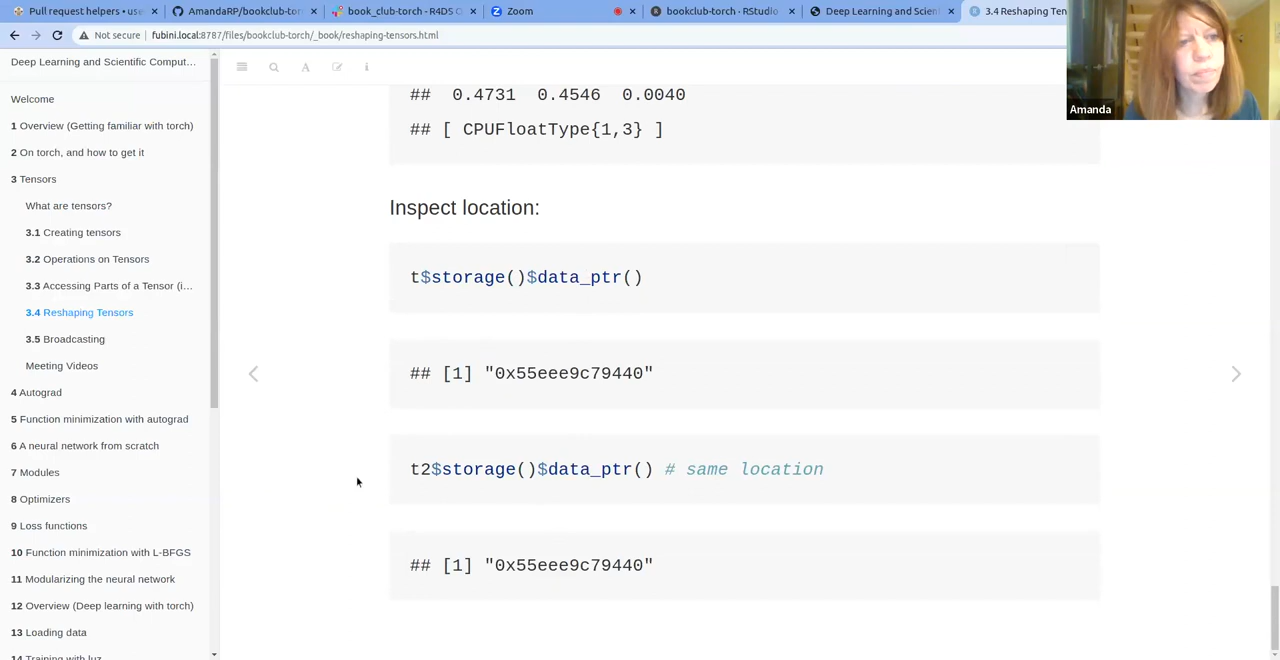 Pull request helpers • us
AmandaRP/bookclub-tor
book_club-torch · R4DS
Zoom
bookclub-torch · RStudio
Deep Learning and Scien
3.4 Reshaping Ten
Not secure | fubini.local:8787/files/bookclub-torch/_book/reshaping-tensors.html
Amanda
Deep Learning and Scientific Comput...
Welcome
1 Overview (Getting familiar with torch)
2 On torch, and how to get it
3 Tensors
What are tensors?
3.1 Creating tensors
3.2 Operations on Tensors
3.3 Accessing Parts of a Tensor (i...
3.4 Reshaping Tensors
3.5 Broadcasting
Meeting Videos
4 Autograd
5 Function minimization with autograd
6 A neural network from scratch
7 Modules
8 Optimizers
9 Loss functions
10 Function minimization with L-BFGS
11 Modularizing the neural network
12 Overview (Deep learning with torch)
13 Loading data
14 Training with luz
## 0.4731 0.4546 0.0040
## [ CPUFloatType{1,3} ]
Inspect location:
t$storage()$data_ptr()
## [1] "0x55eee9c79440"
t2$storage()$data_ptr() # same location
## [1] "0x55eee9c79440"